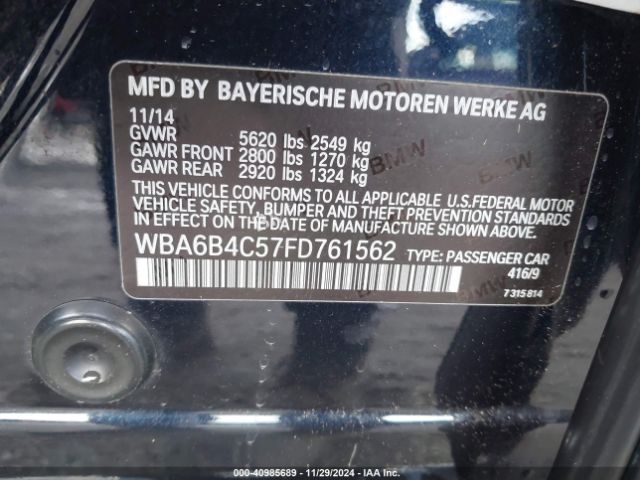 MFD BY BAYERISCHE MOTOREN WERKE AG
11/14
GVWR 5620 lbs 2549 kg
GAWR FRONT 2800 lbs 1270 kg
GAWR REAR 2920 lbs 1324 kg
THIS VEHICLE CONFORMS TO ALL APPLICABLE U.S.FEDERAL MOTOR
VEHICLE SAFETY, BUMPER AND THEFT PREVENTION STANDARDS
IN EFFECT ON THE DATE OF MANUFACTURE SHOWN ABOVE.
WBA6B4C57FD761562 TYPE: PASSENGER CAR
416/9
7 315 814
000-40985689 - 11/29/2024 - IAA Inc.